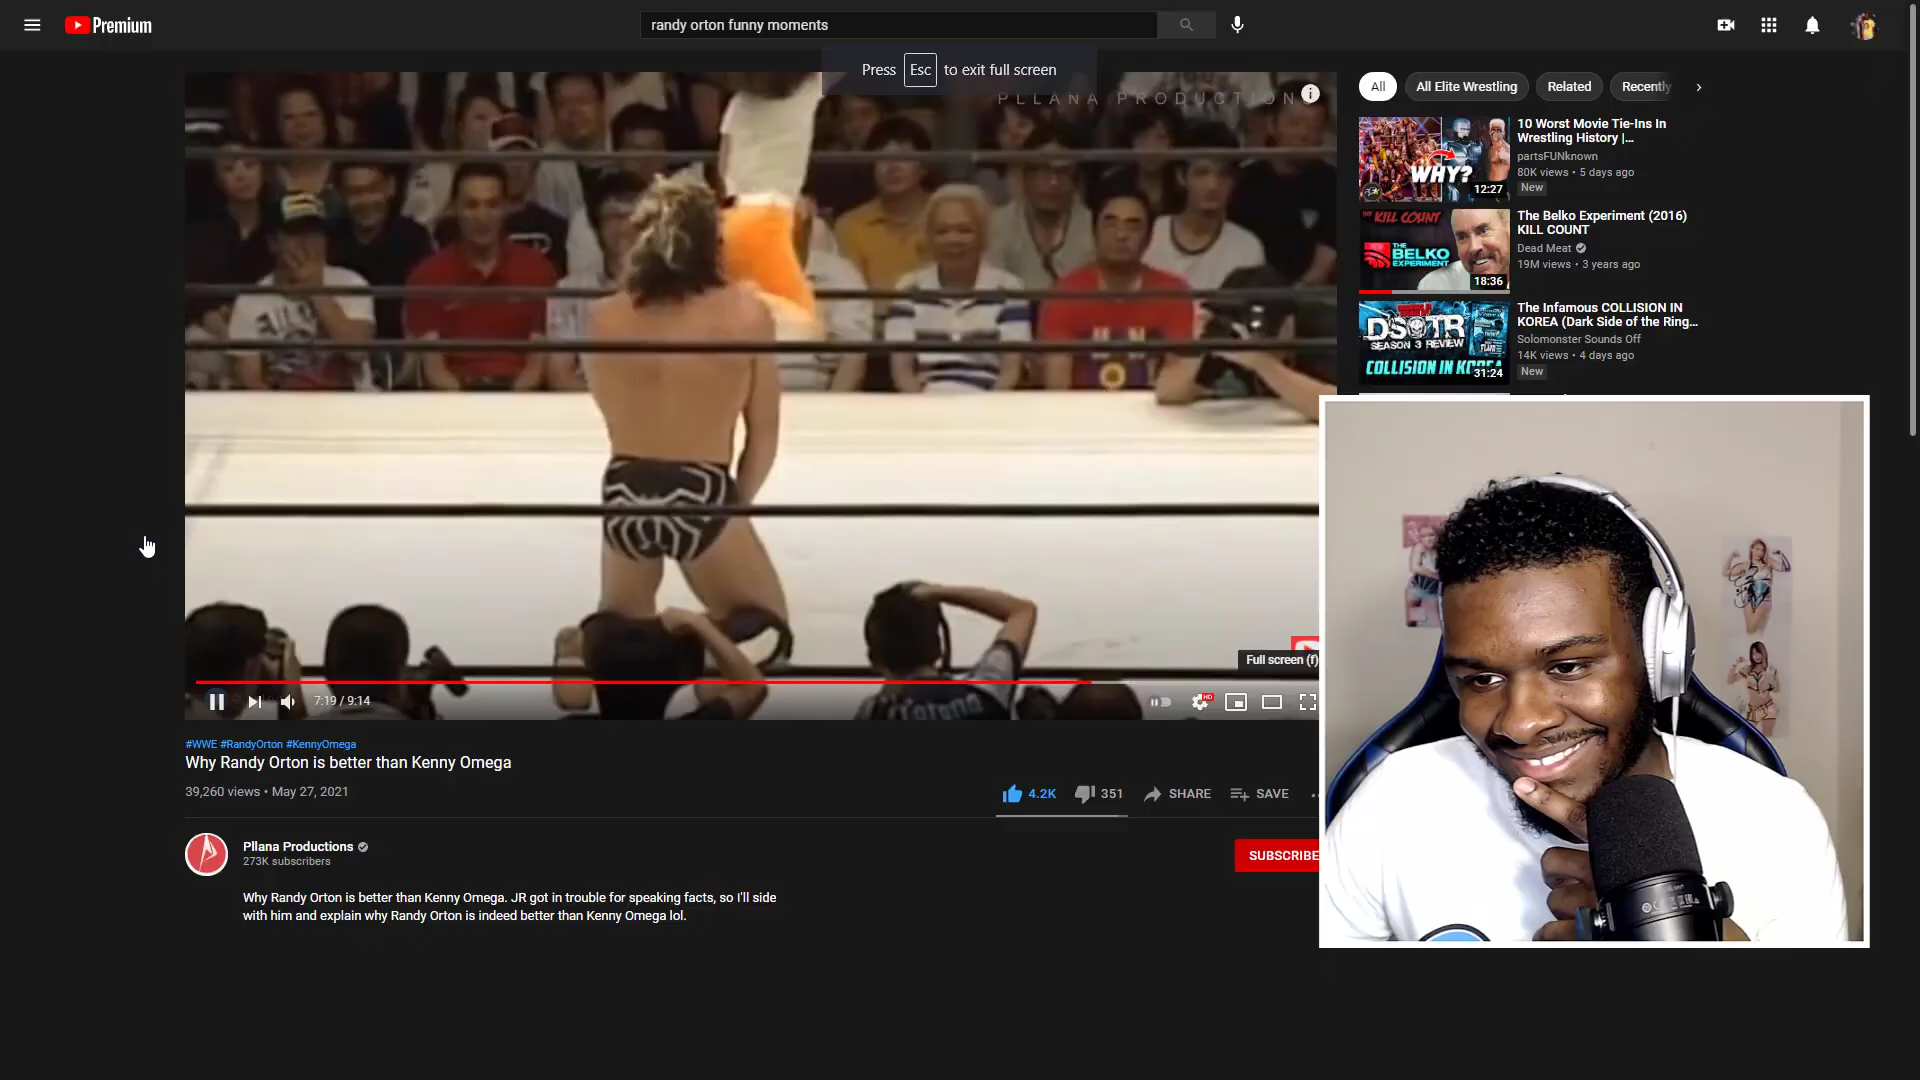 Premium
randy orton funny moments
Press Esc to exit full screen
PLLANA PRODUCTION
All
All Elite Wrestling
Related
Recently
WHY?
12:27
10 Worst Movie Tie-Ins In
Wrestling History |...
partsFUNknown
80K views • 5 days ago
New
THE KILL COUNT
THE
BELKO
EXPERIMENT
18:36
The Belko Experiment (2016)
KILL COUNT
Dead Meat
19M views • 3 years ago
DSOTR
SEASON 3 REVIEW
COLLISION IN KOREA
31:24
The Infamous COLLISION IN
KOREA (Dark Side of the Ring...
Solomonster Sounds Off
14K views • 4 days ago
New
Full screen (f)
7:19 / 9:14
HD
#WWE #RandyOrton #KennyOmega
Why Randy Orton is better than Kenny Omega
39,260 views • May 27, 2021
4.2K
351
SHARE
SAVE
Pllana Productions
273K subscribers
SUBSCRIBE
Why Randy Orton is better than Kenny Omega. JR got in trouble for speaking facts, so I'll side
with him and explain why Randy Orton is indeed better than Kenny Omega lol.